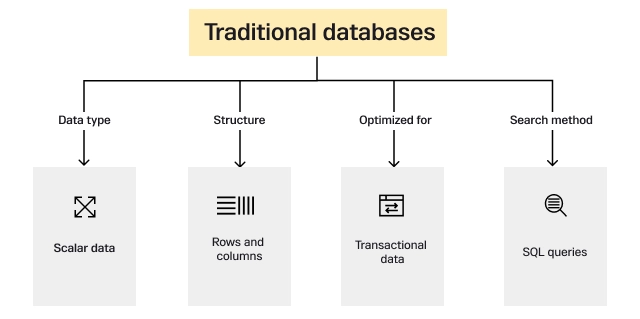 Traditional databases
Data type
Structure
Optimized for
Search method
Scalar data
Rows and
columns
Transactional
data
SQL queries